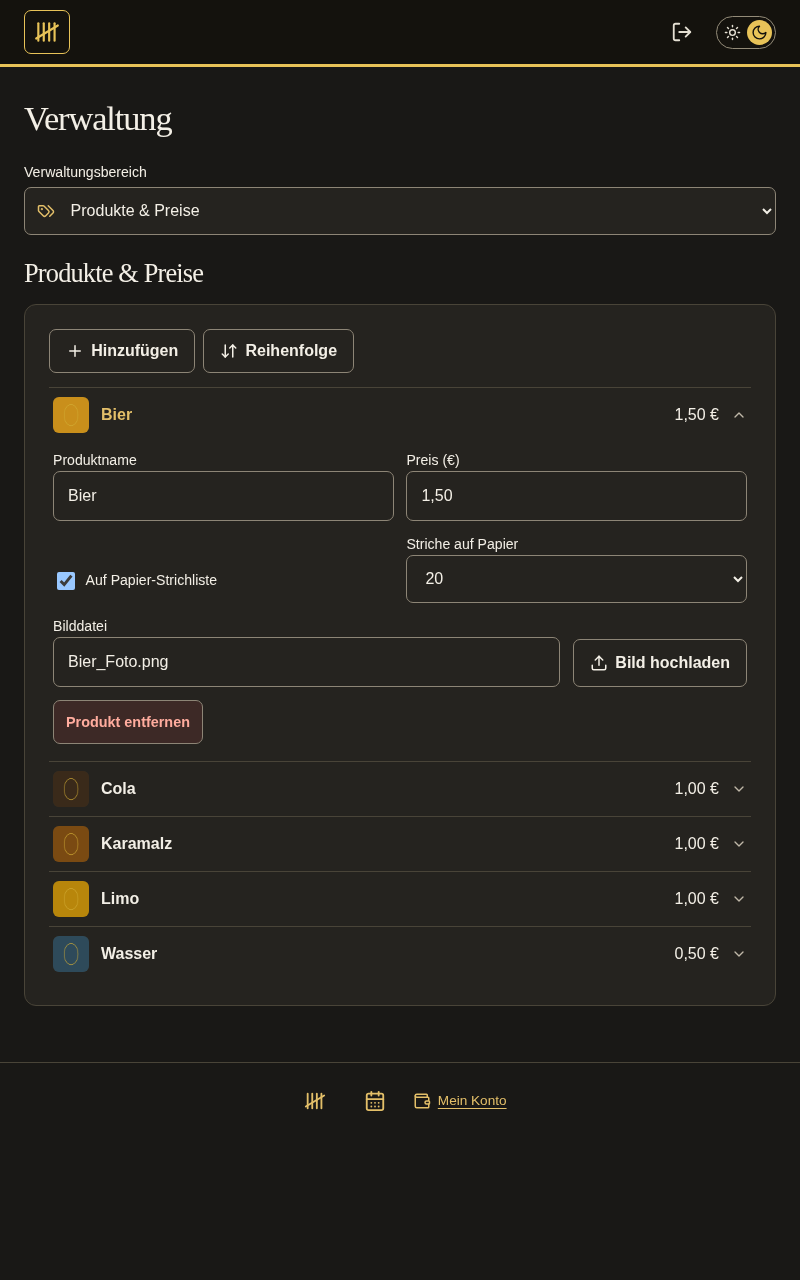 Verwaltung
Verwaltungsbereich
Produkte & Preise
Produkte & Preise
Hinzufügen Reihenfolge
Bier 1,50 €
Produktname Preis (€)
Bier 1,50
Striche auf Papier
Auf Papier-Strichliste 20
Bilddatei
Bier_Foto.png Bild hochladen
Produkt entfernen
Cola 1,00 €
Karamalz 1,00 €
Limo 1,00 €
Wasser 0,50 €
Mein Konto